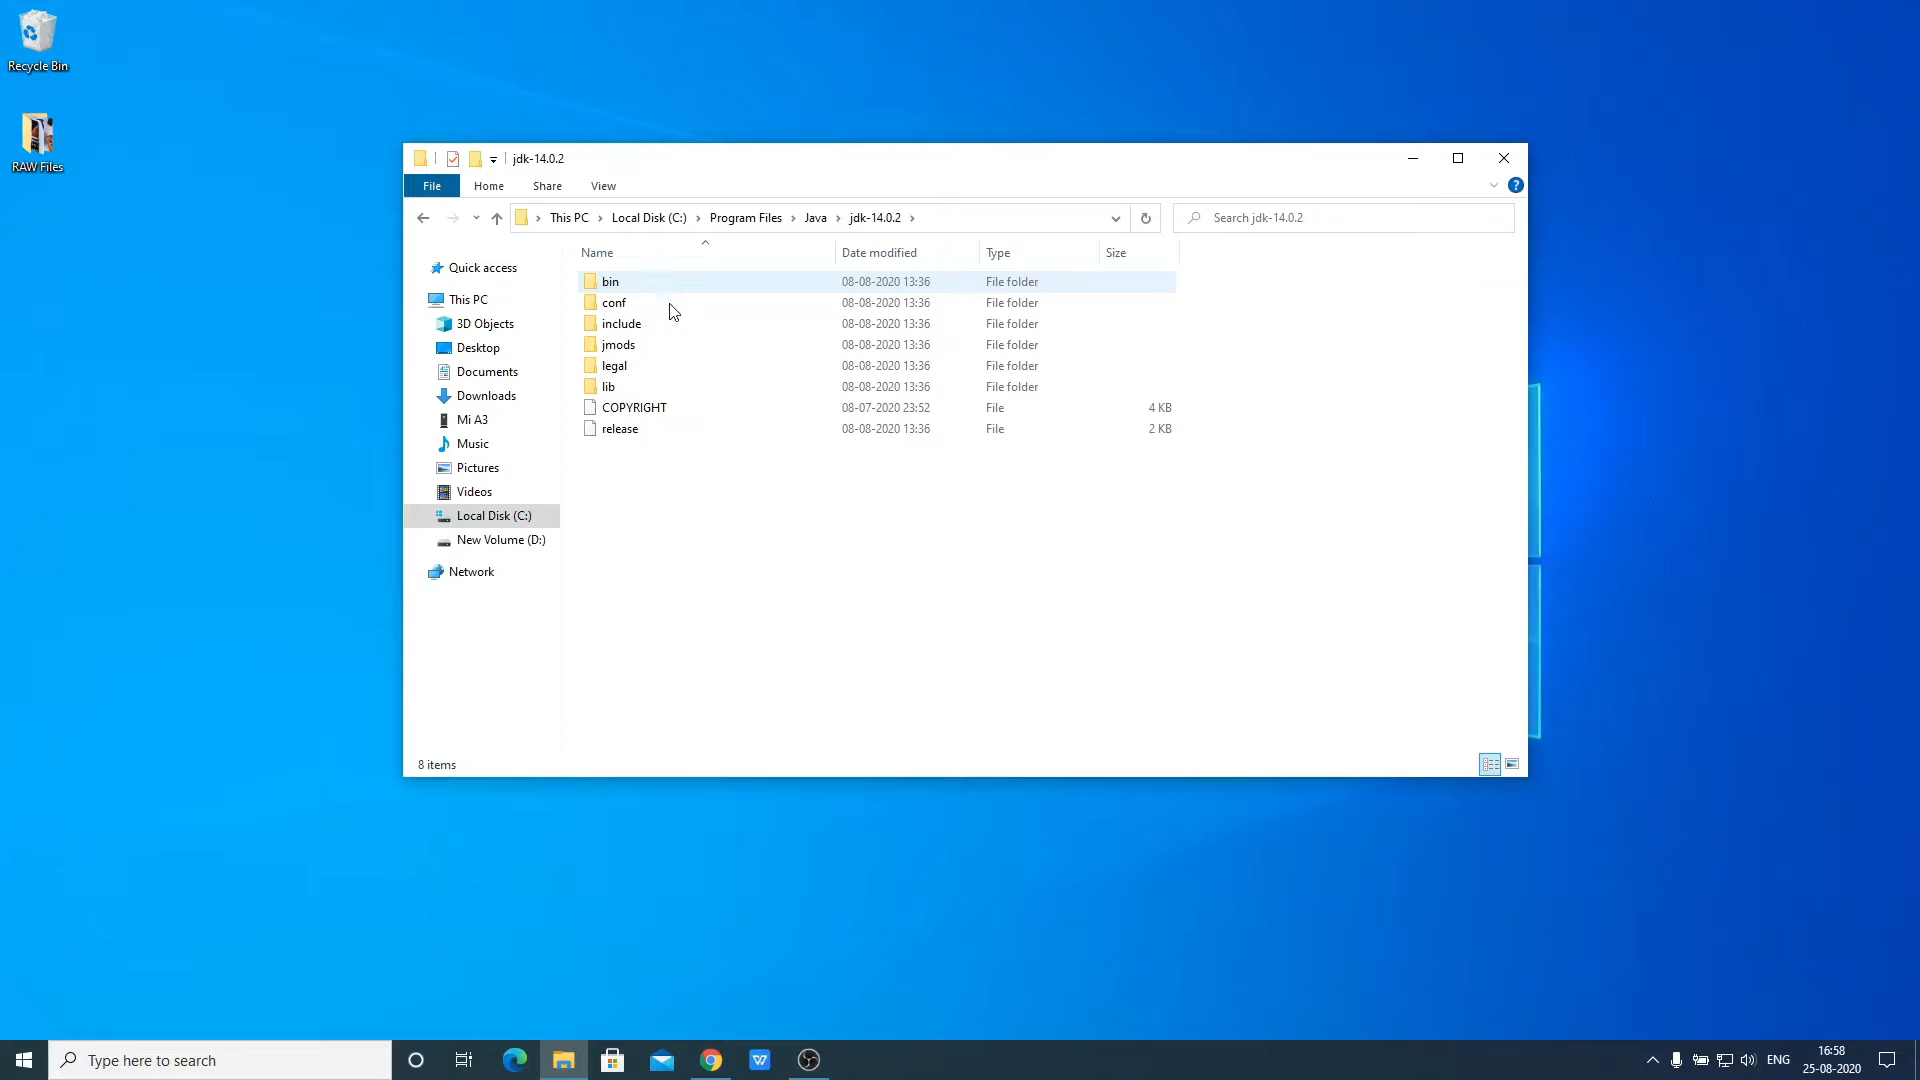 Recycle Bin
RAW Files
jdk-14.0.2
File Home Share View
This PC Local Disk (C:) Program Files Java jdk-14.0.2
Search jdk-14.0.2
Name Date modified Type Size
Quick access
This PC
3D Objects
Desktop
Documents
Downloads
Mi A3
Music
Pictures
Videos
Local Disk (C:)
New Volume (D:)
Network
bin 08-08-2020 13:36 File folder
conf 08-08-2020 13:36 File folder
include 08-08-2020 13:36 File folder
jmods 08-08-2020 13:36 File folder
legal 08-08-2020 13:36 File folder
lib 08-08-2020 13:36 File folder
COPYRIGHT 08-07-2020 23:52 File 4 KB
release 08-08-2020 13:36 File 2 KB
8 items
Type here to search
ENG
16:58
25-08-2020